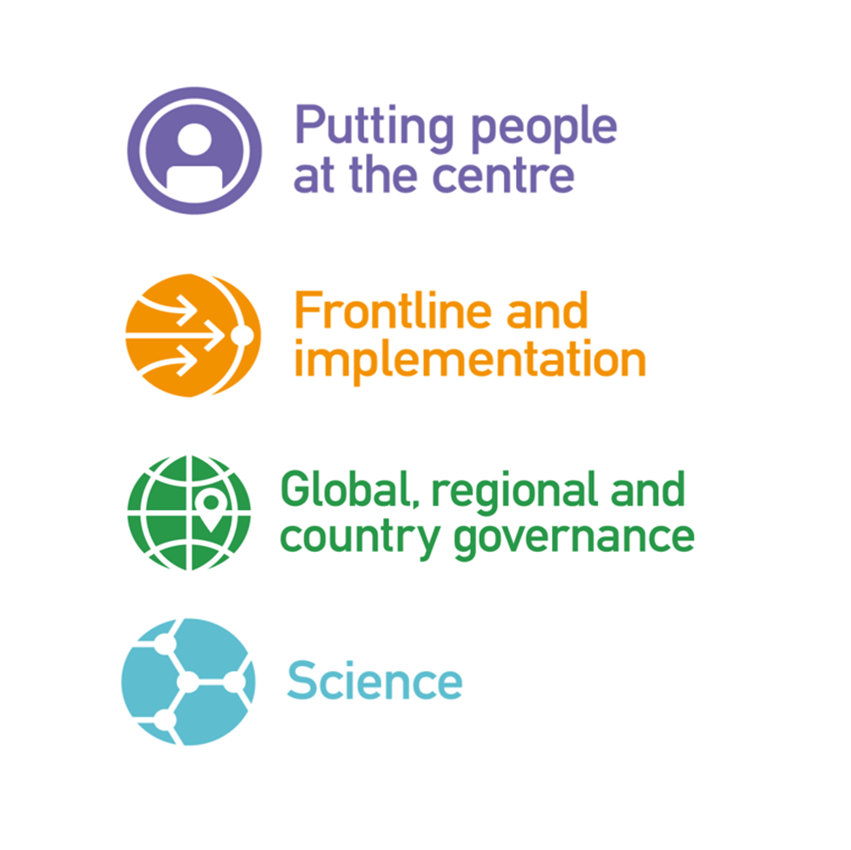 Putting people
at the centre
Frontline and
implementation
Global, regional and
country governance
Science